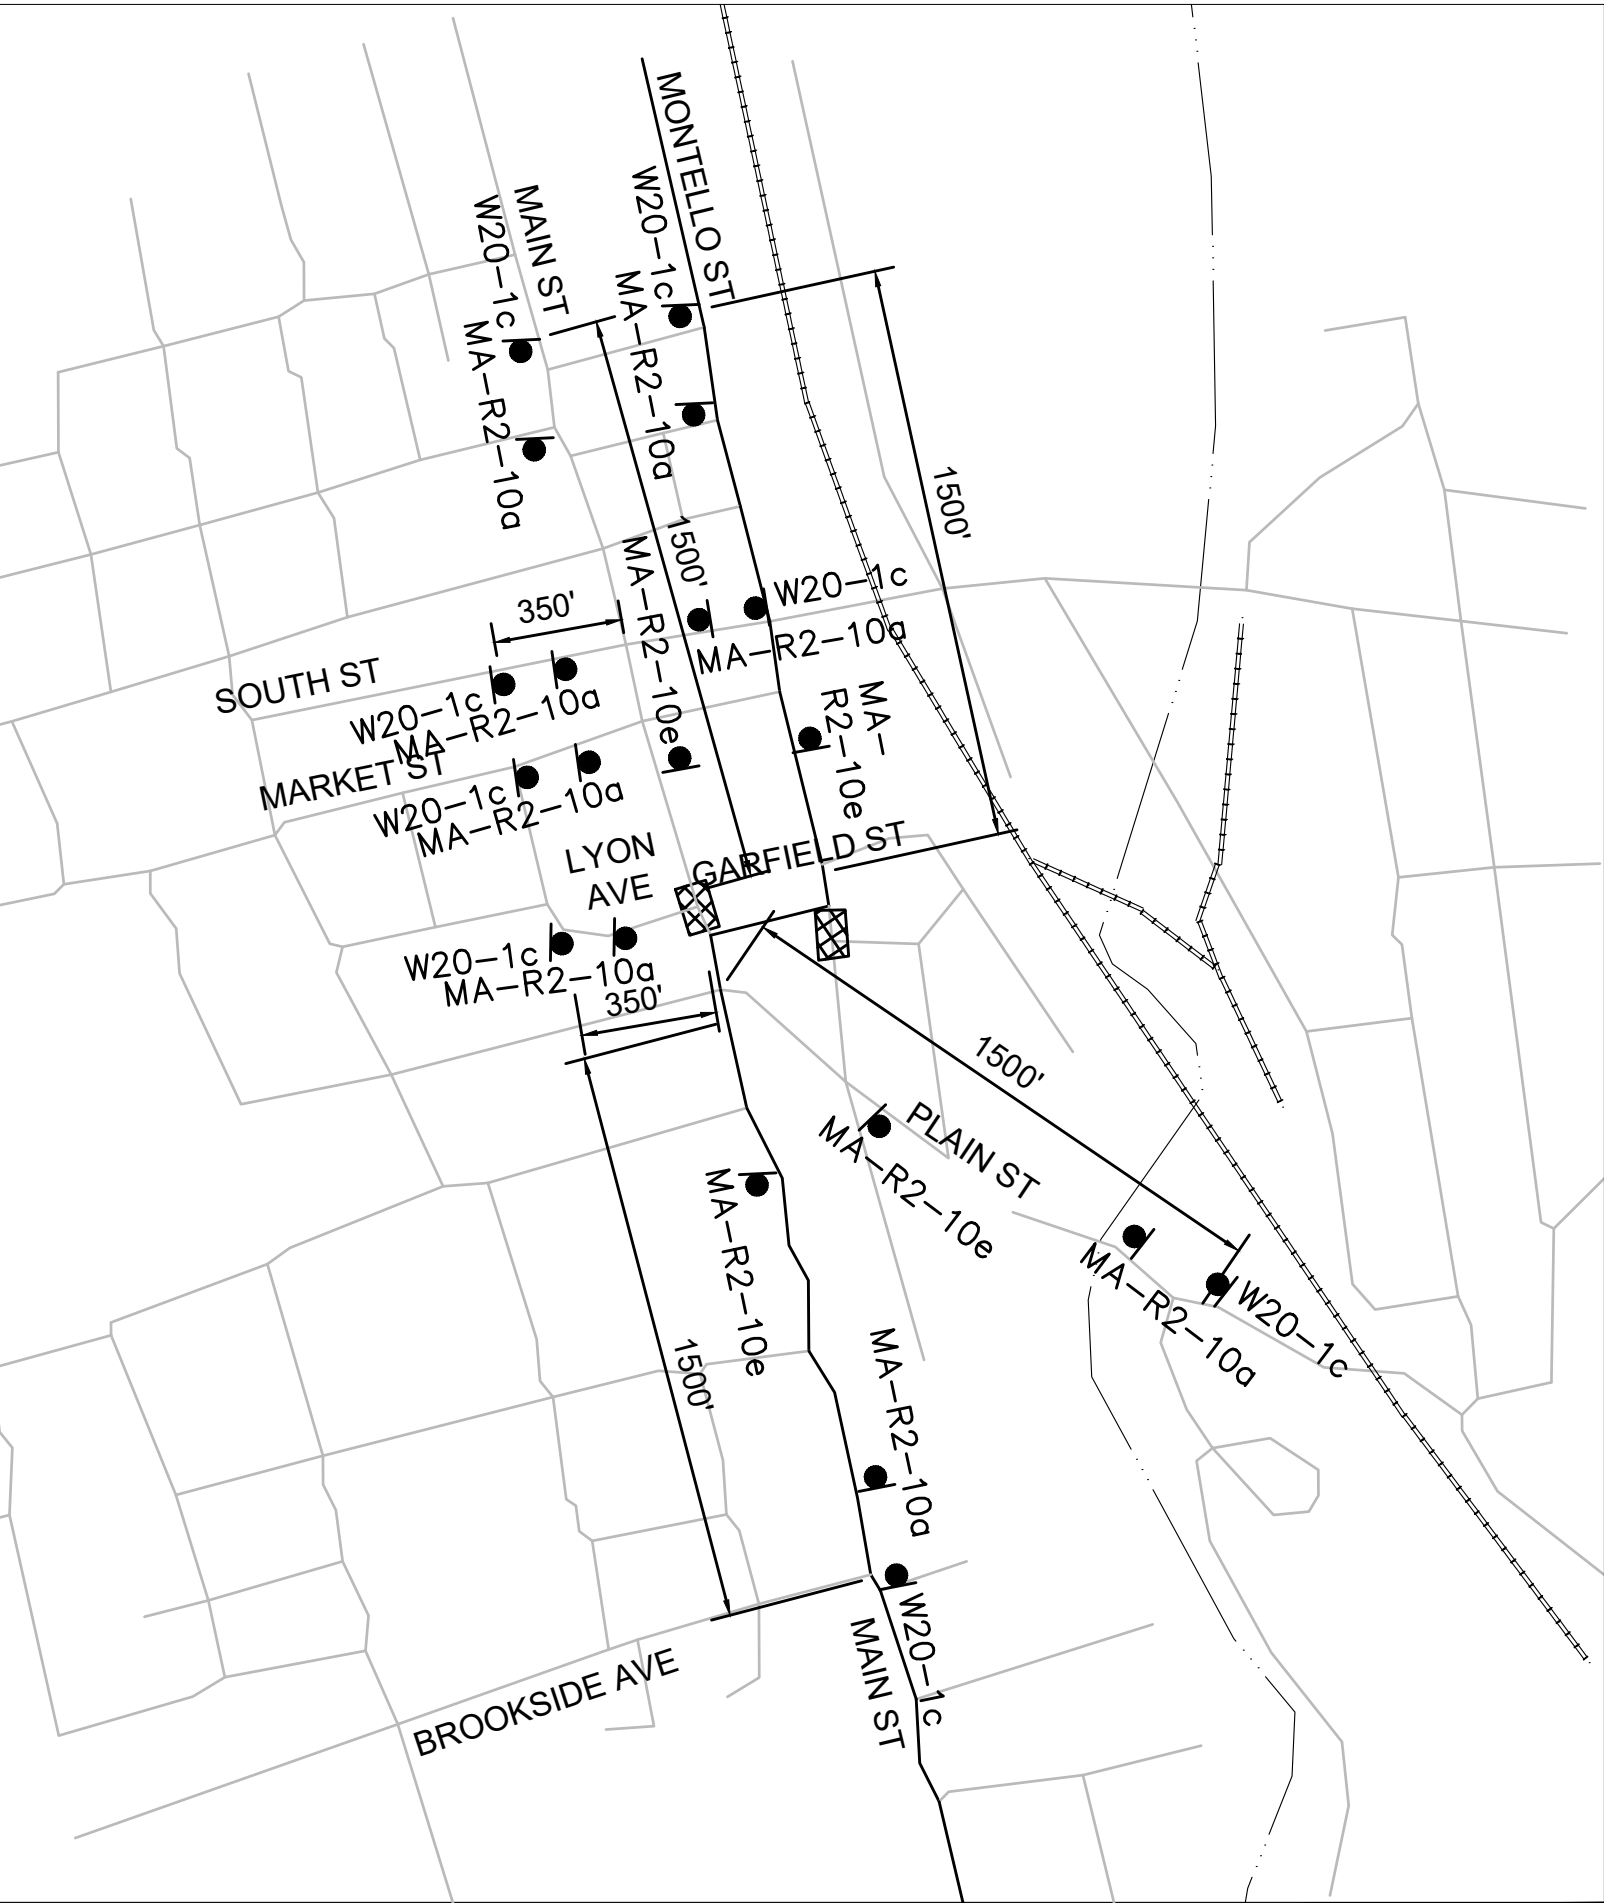 MONTELLO ST
W20-1c
MAIN ST
W20-1c
MA-R2-10a
MA-R2-10a
1500'
1500'
MA-R2-10e
350'
W20-1c
MA-R2-10a
SOUTH ST
W20-1c
MA-R2-10a
MA-
R2-10e
MARKET ST
W20-1c
MA-R2-10a
LYON
AVE
GARFIELD ST
W20-1c
MA-R2-10a
350'
1500'
PLAIN ST
MA-R2-10e
MA-R2-10e
MA-R2-10a
W20-1c
1500'
MA-R2-10a
W20-1c
MAIN ST
BROOKSIDE AVE